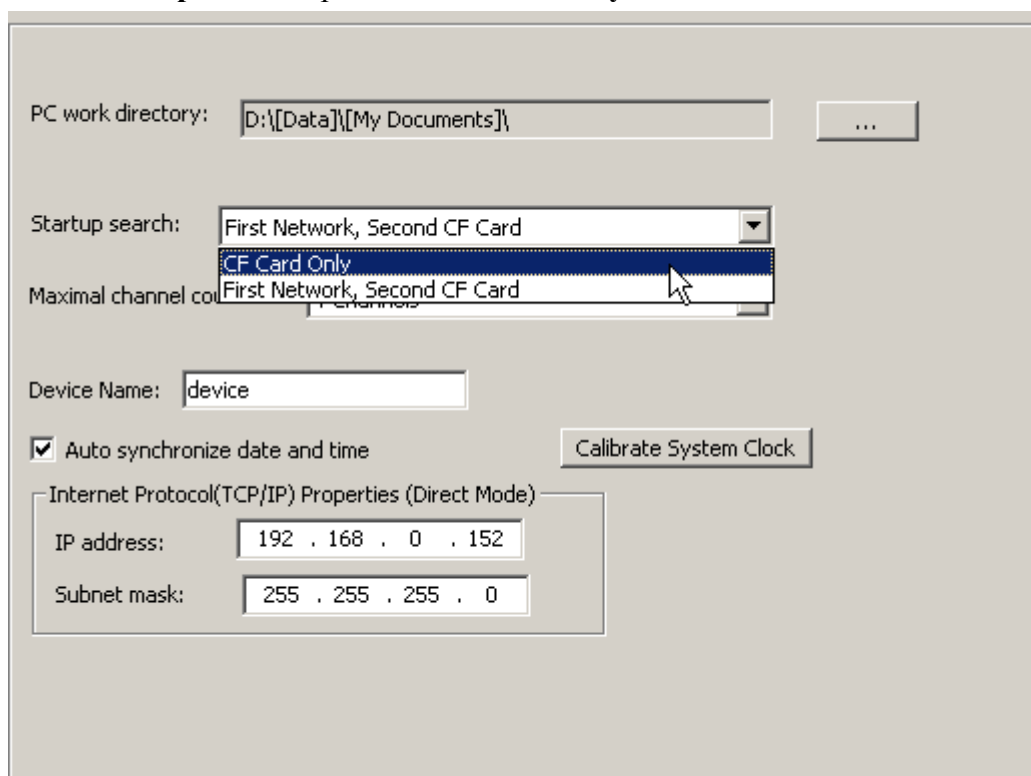 PC work directory: D:\[Data]\[My Documents]\ ...
Startup search: First Network, Second CF Card
CF Card Only
First Network, Second CF Card
Maximal channel
Device Name: device
Auto synchronize date and time Calibrate System Clock
Internet Protocol(TCP/IP) Properties (Direct Mode)
IP address: 192 . 168 . 0 . 152
Subnet mask: 255 . 255 . 255 . 0